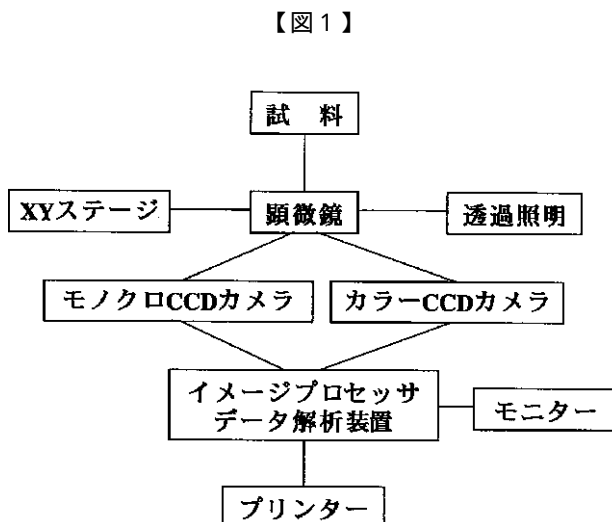 【図１】
試 料
XYステージ
顕微鏡
透過照明
モノクロCCDカメラ
カラーCCDカメラ
イメージプロセッサ
データ解析装置
モニター
プリンター